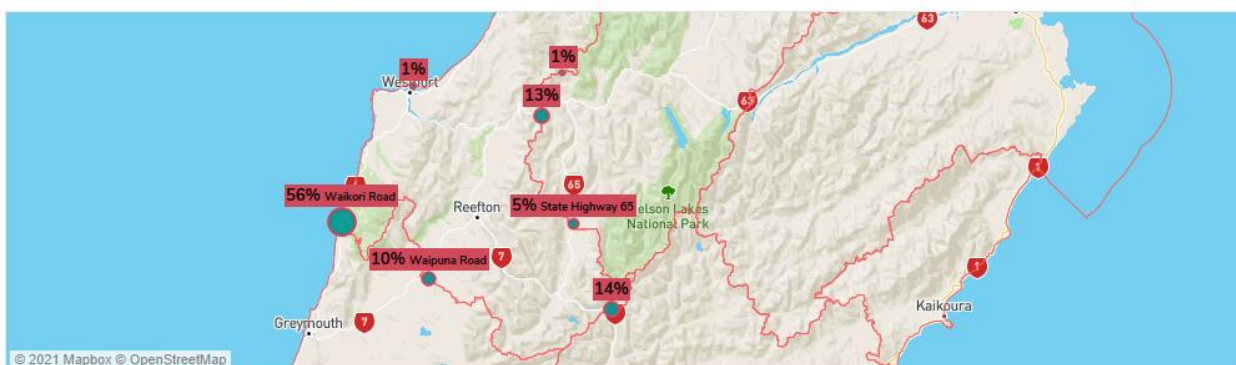 63
1%
1%
Westport
13%
63
65
1
56% Waikori Road
Reefton
5% State Highway 65
Nelson Lakes
National Park
10% Waipuna Road
7
1
14%
Greymouth
7
Kaikoura
© 2021 Mapbox © OpenStreetMap